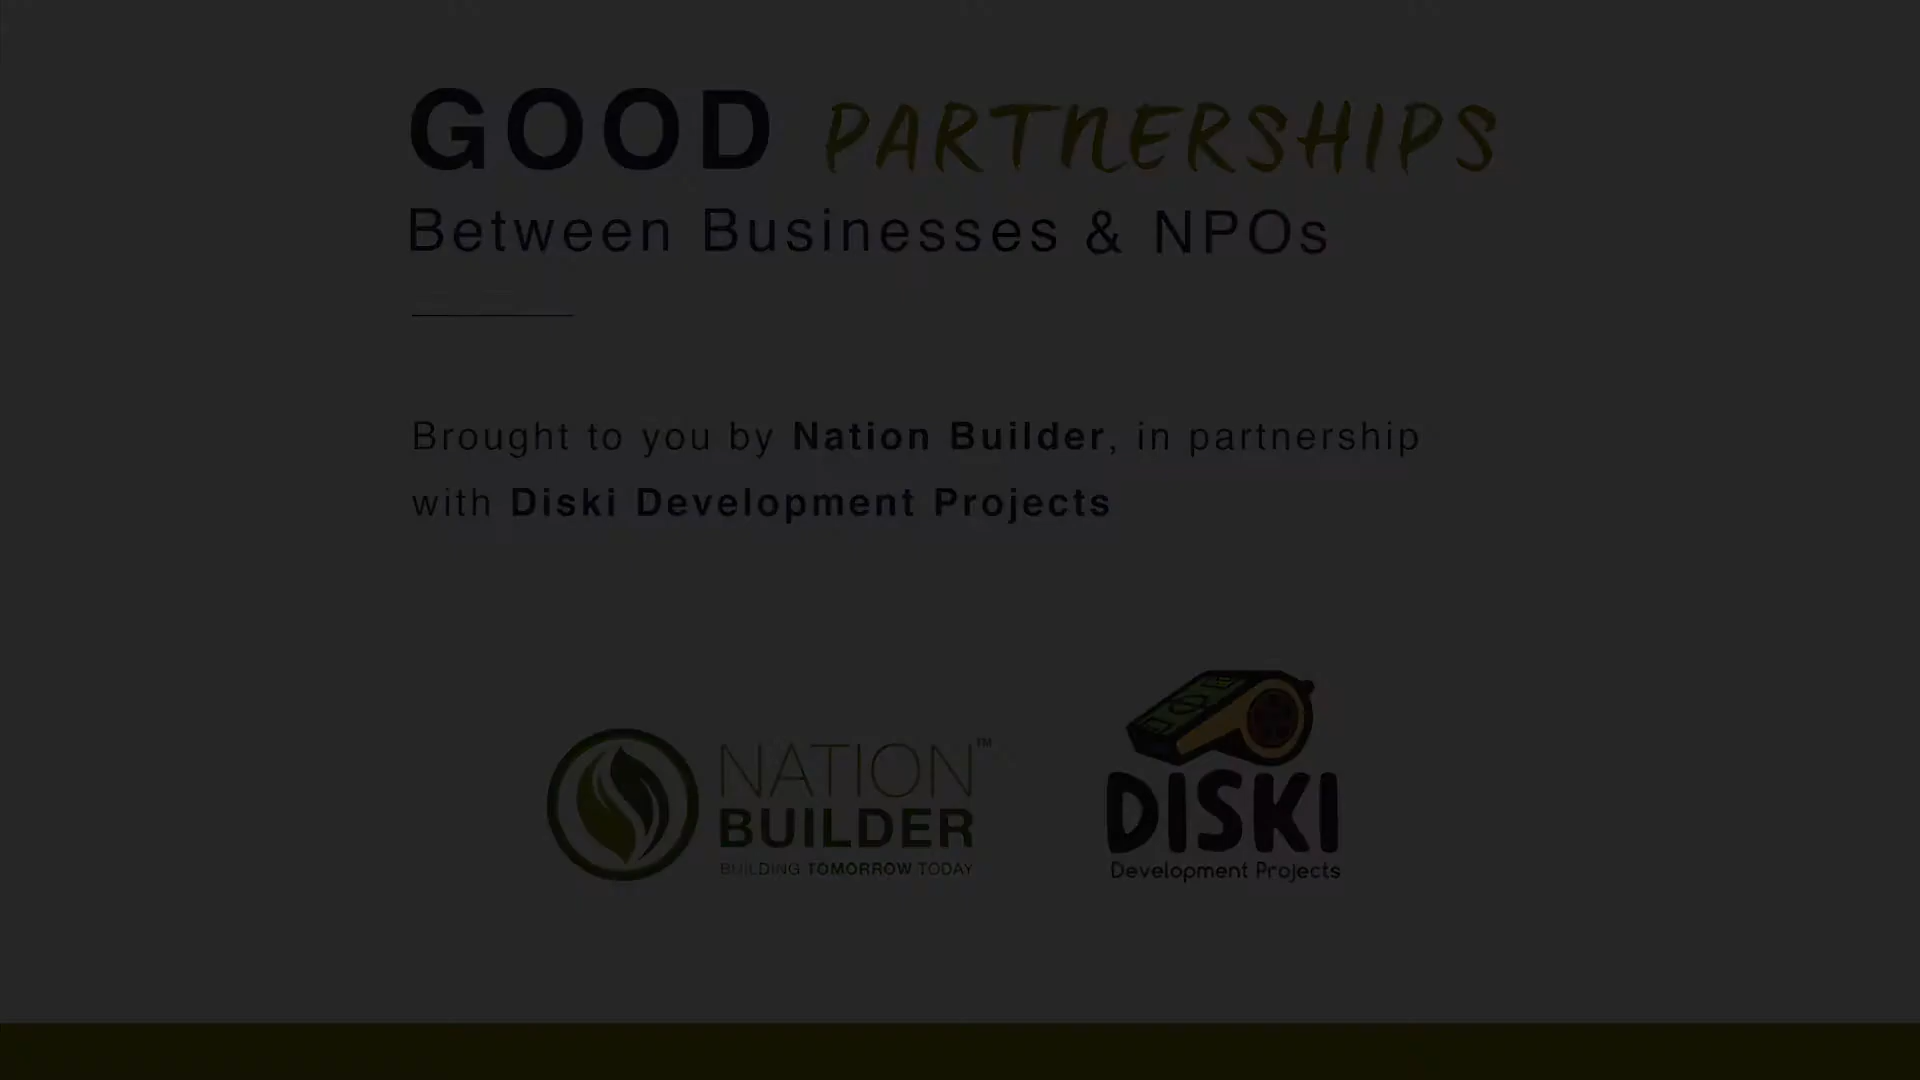 GOOD PARTNERSHIPS
Between Businesses & NPOs
Brought to you by Nation Builder, in partnership
with Diski Development Projects
NATION™
BUILDER
BUILDING TOMORROW TODAY
DISKI
Development Projects